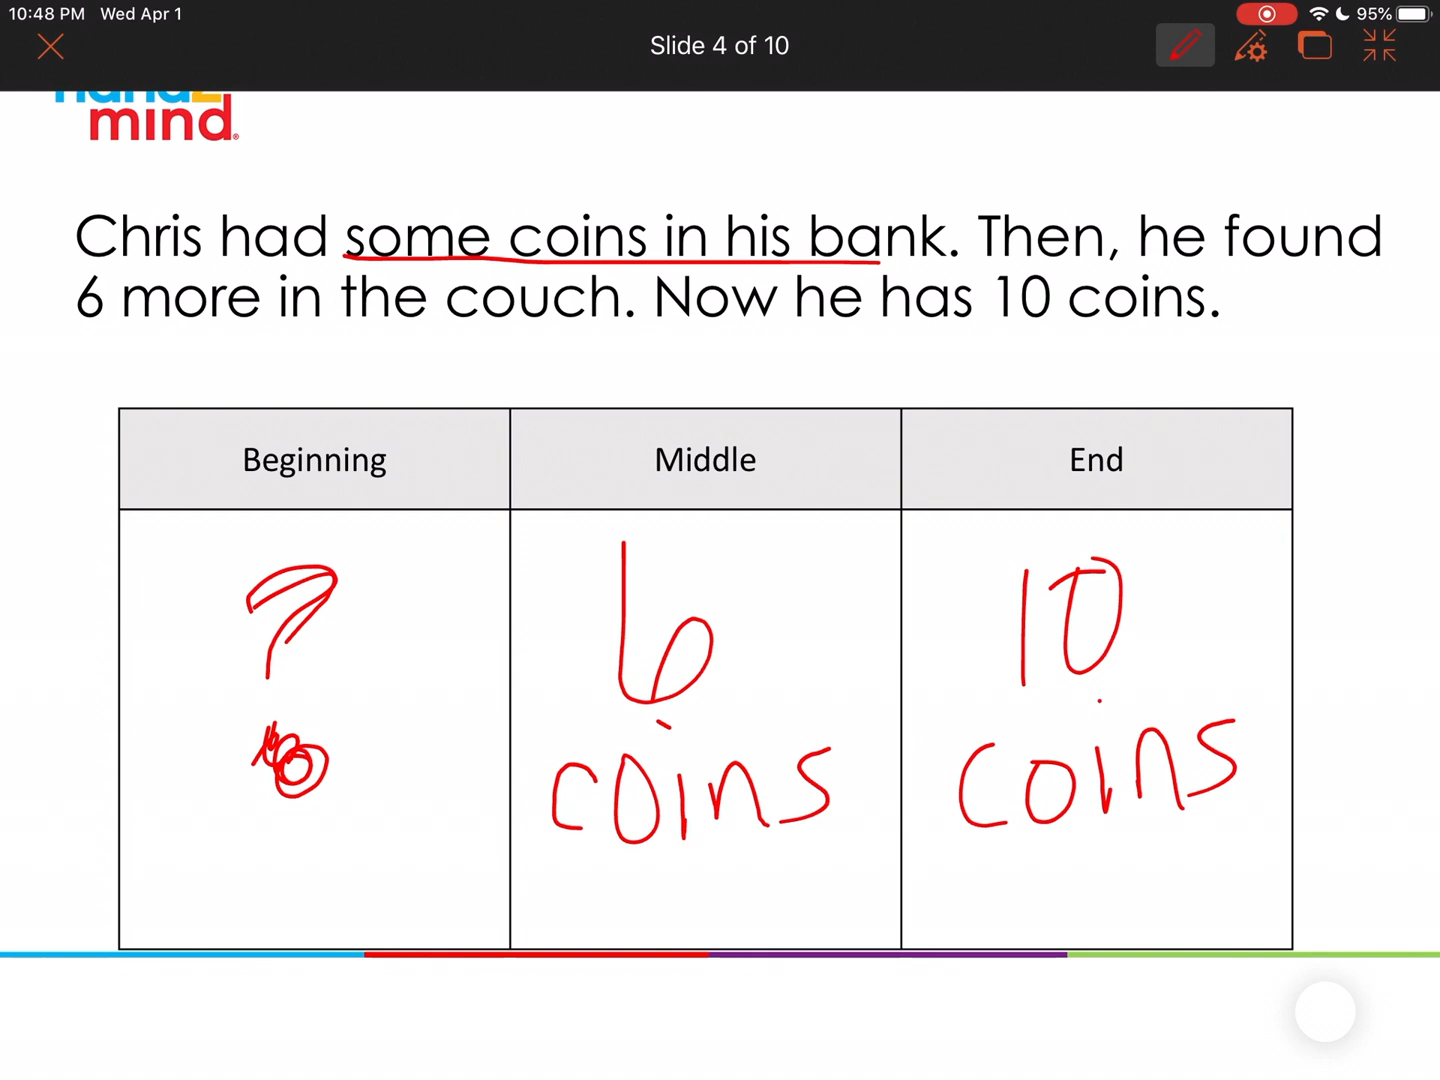 10:48 PM Wed Apr 1
95%
Slide 4 of 10
hand2
mind®
Chris had some coins in his bank. Then, he found
6 more in the couch. Now he has 10 coins.
Beginning Middle End
? 6 10
coins coins